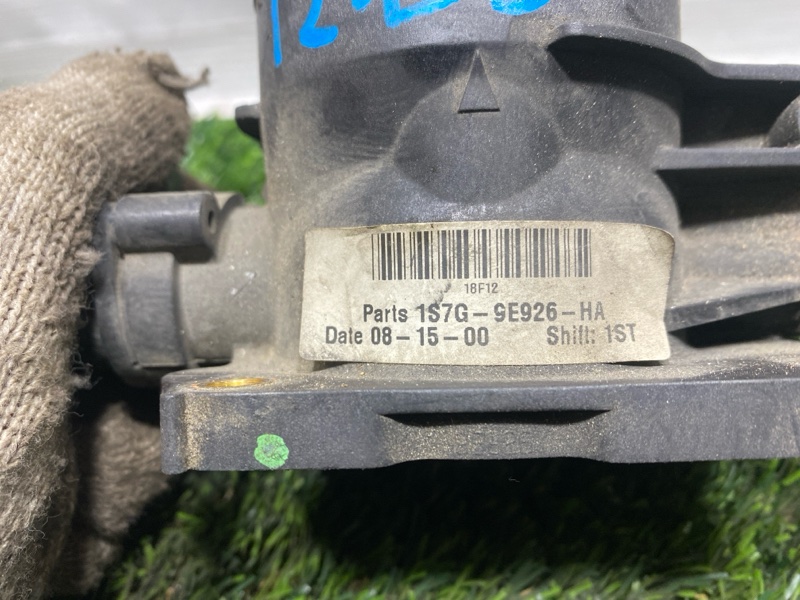 18F12
Parts 1S7G-9E926-HA
Date 08-15-00 Shift: 1ST